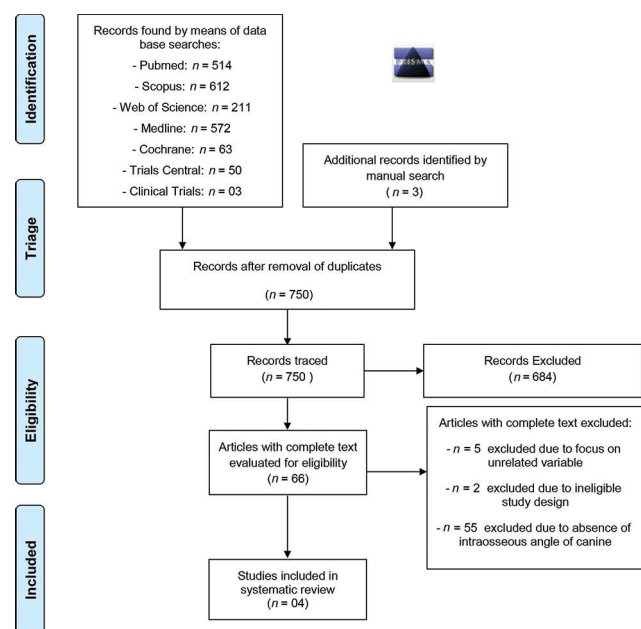 Identification
Records found by means of data
base searches:
- Pubmed: n = 514
- Scopus: n = 612
- Web of Science: n = 211
- Medline: n = 572
- Cochrane: n = 63
- Trials Central: n = 50
- Clinical Trials: n = 03
PRISMA
Additional records identified by
manual search
( n = 3)
Triage
Records after removal of duplicates
(n = 750)
Eligibility
Records traced
(n = 750 )
Records Excluded
(n = 684)
Articles with complete text
evaluated for eligibility
(n = 66)
Articles with complete text excluded:
- n = 5 excluded due to focus on
unrelated variable
- n = 2 excluded due to ineligible
study design
- n = 55 excluded due to absence of
intraosseous angle of canine
Included
Studies included in
systematic review
(n = 04)